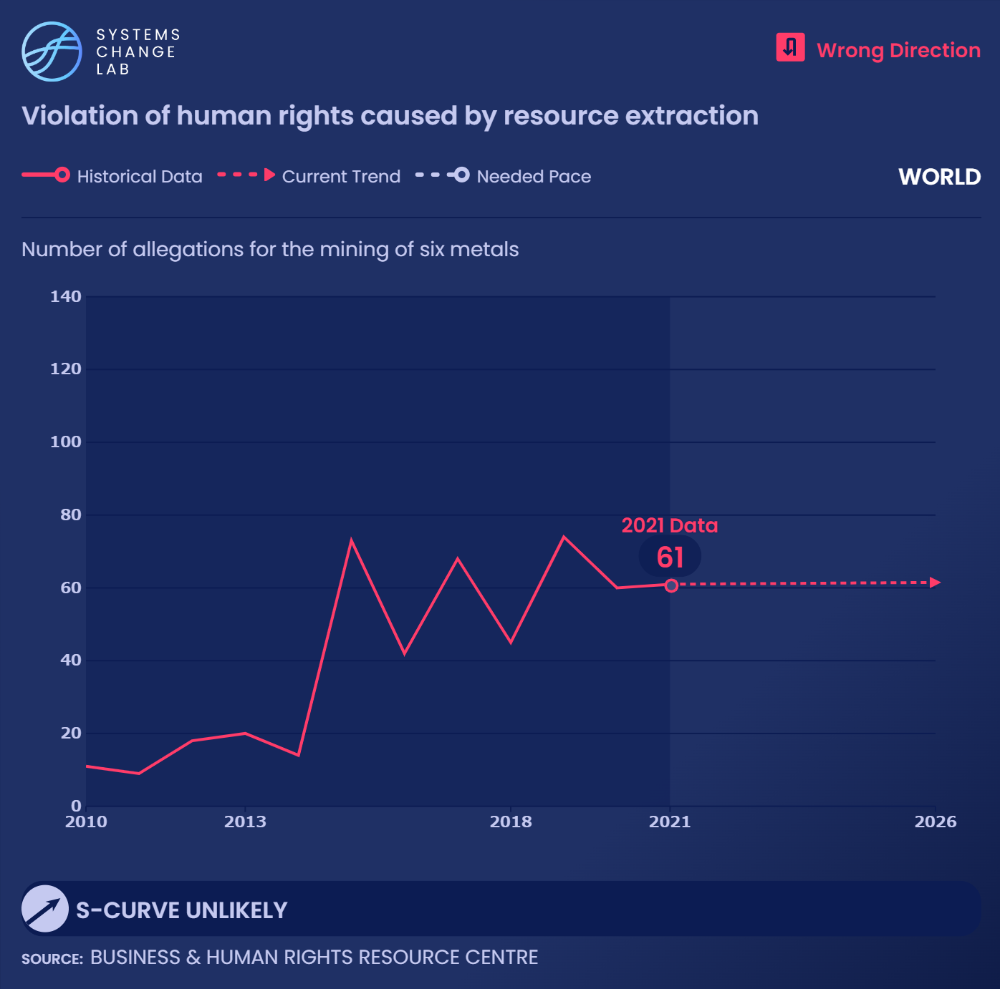 SYSTEMS
CHANGE
LAB
Wrong Direction
Violation of human rights caused by resource extraction
Historical Data Current Trend Needed Pace
WORLD
Number of allegations for the mining of six metals
140
120
100
80
2021 Data
61
60
40
20
0
2010 2013 2018 2021 2026
S-CURVE UNLIKELY
SOURCE: BUSINESS & HUMAN RIGHTS RESOURCE CENTRE